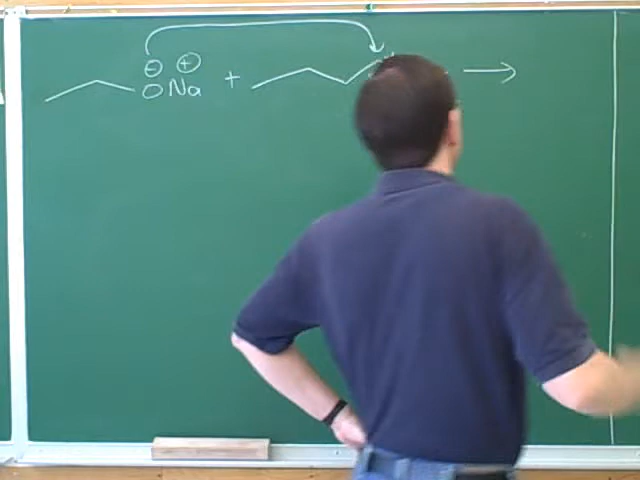 ⊖ ⊕
O Na + →